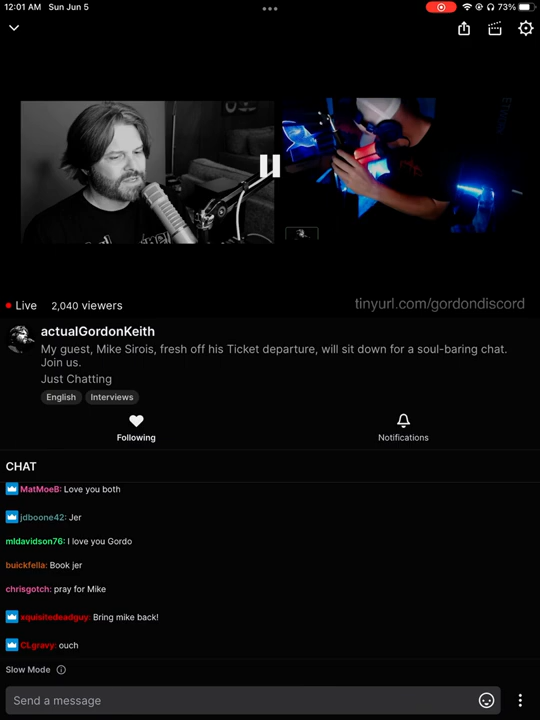 12:01 AM Sun Jun 5
73%
Live 2,040 viewers
tinyurl.com/gordondiscord
actualGordonKeith
My guest, Mike Sirois, fresh off his Ticket departure, will sit down for a soul-baring chat.
Join us.
Just Chatting
English Interviews
Following Notifications
CHAT
MatMoeB: Love you both
jdboone42: Jer
mldavidson76: I love you Gordo
buickfella: Book jer
chrisgotch: pray for Mike
xquisitedeadguy: Bring mike back!
CLgravy: ouch
Slow Mode
Send a message